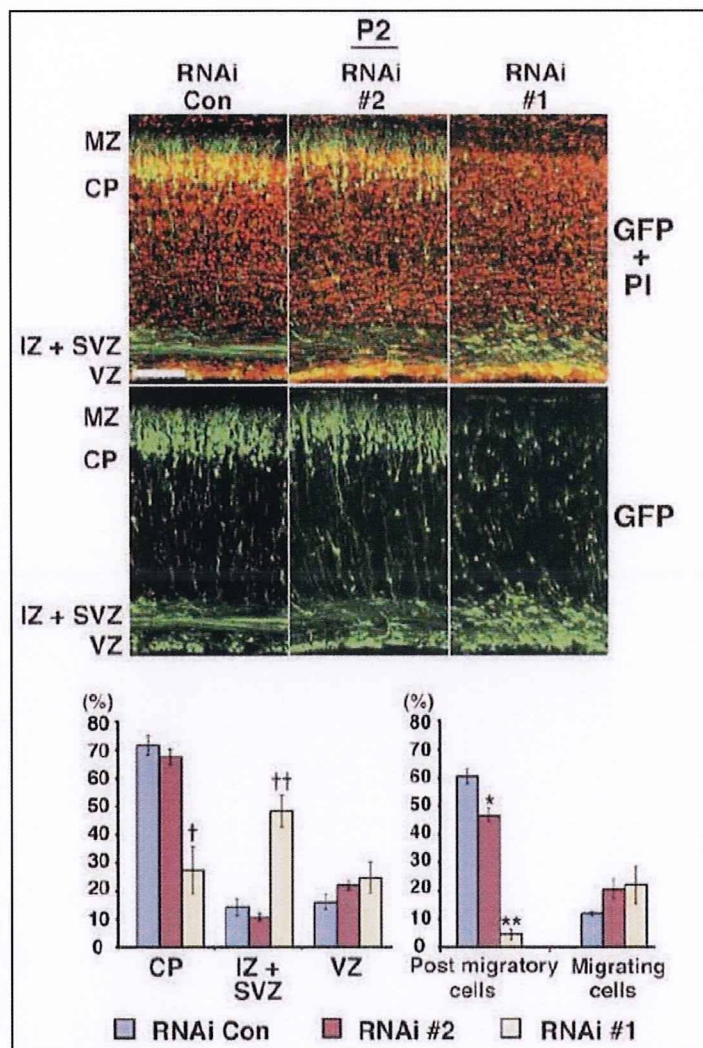 P2
RNAi Con
RNAi #2
RNAi #1
MZ
CP
IZ + SVZ
VZ
GFP + PI
MZ
CP
IZ + SVZ
VZ
GFP
(%)
80
70
60
50
40
30
20
10
0
†
††
CP
IZ + SVZ
VZ
(%)
80
70
60
50
40
30
20
10
0
*
**
Post migratory cells
Migrating cells
RNAi Con
RNAi #2
RNAi #1